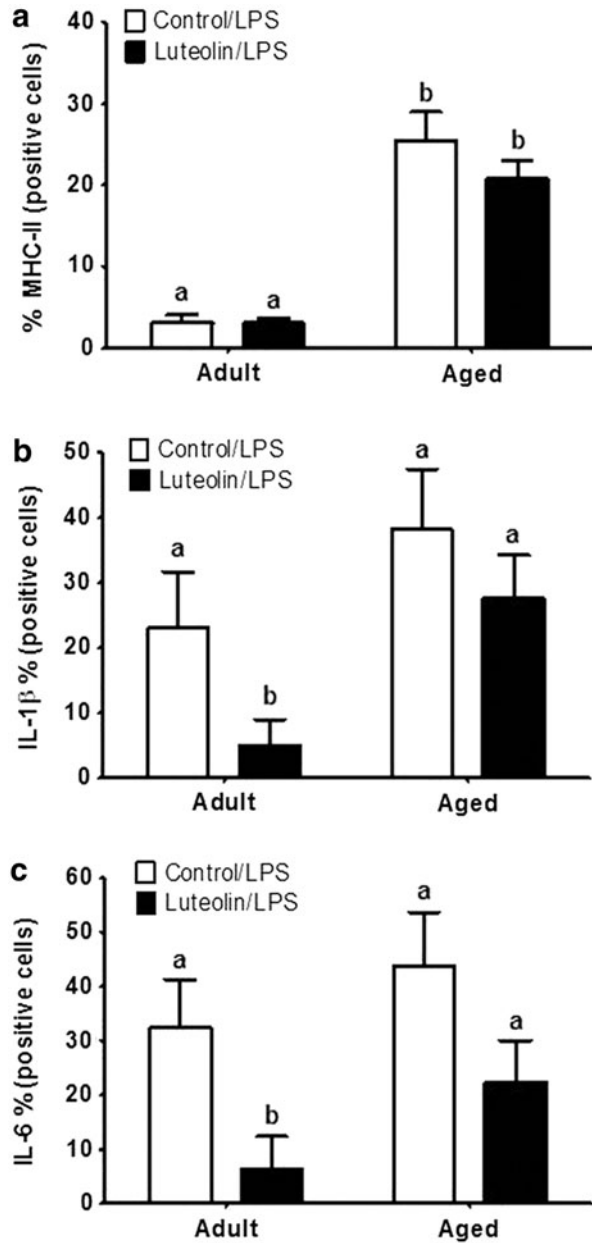 a
Control/LPS
Luteolin/LPS
% MHC-II (positive cells)
40
30
20
10
0
a
a
b
b
Adult
Aged
b
Control/LPS
Luteolin/LPS
IL-1β % (positive cells)
50
40
30
20
10
0
a
b
a
a
Adult
Aged
c
Control/LPS
Luteolin/LPS
IL-6 % (positive cells)
60
50
40
30
20
10
0
a
b
a
a
Adult
Aged